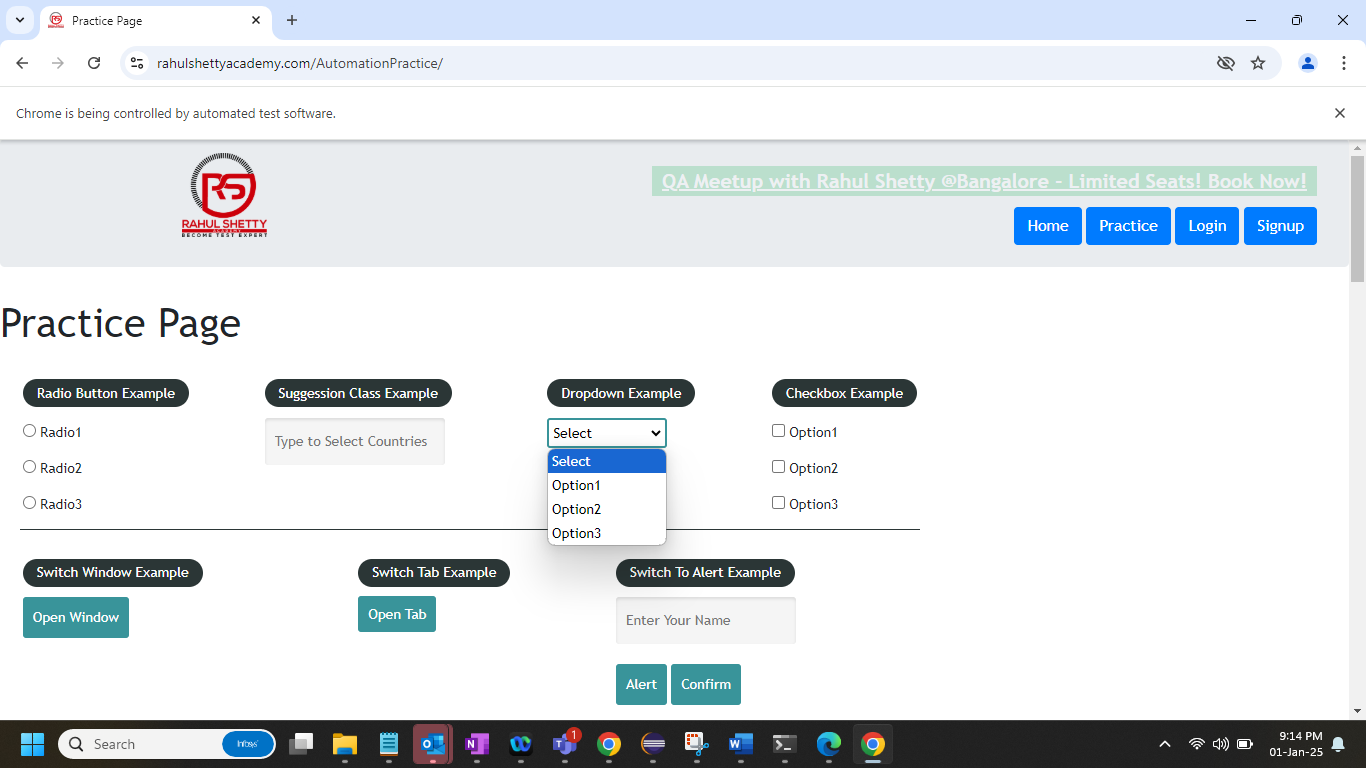 Practice Page
rahulshettyacademy.com/AutomationPractice/
Chrome is being controlled by automated test software.
RS
RAHUL SHETTY
ACADEMY
BECOME TEST EXPERT
QA Meetup with Rahul Shetty @Bangalore - Limited Seats! Book Now!
Home Practice Login Signup
Practice Page
Radio Button Example Suggession Class Example Dropdown Example Checkbox Example
Radio1 Type to Select Countries Select Option1
Select
Radio2 Option1 Option2
Option2
Radio3 Option3 Option3
Switch Window Example Switch Tab Example Switch To Alert Example
Open Window Open Tab Enter Your Name
Alert Confirm
Search Infosys 1 9:14 PM
01-Jan-25